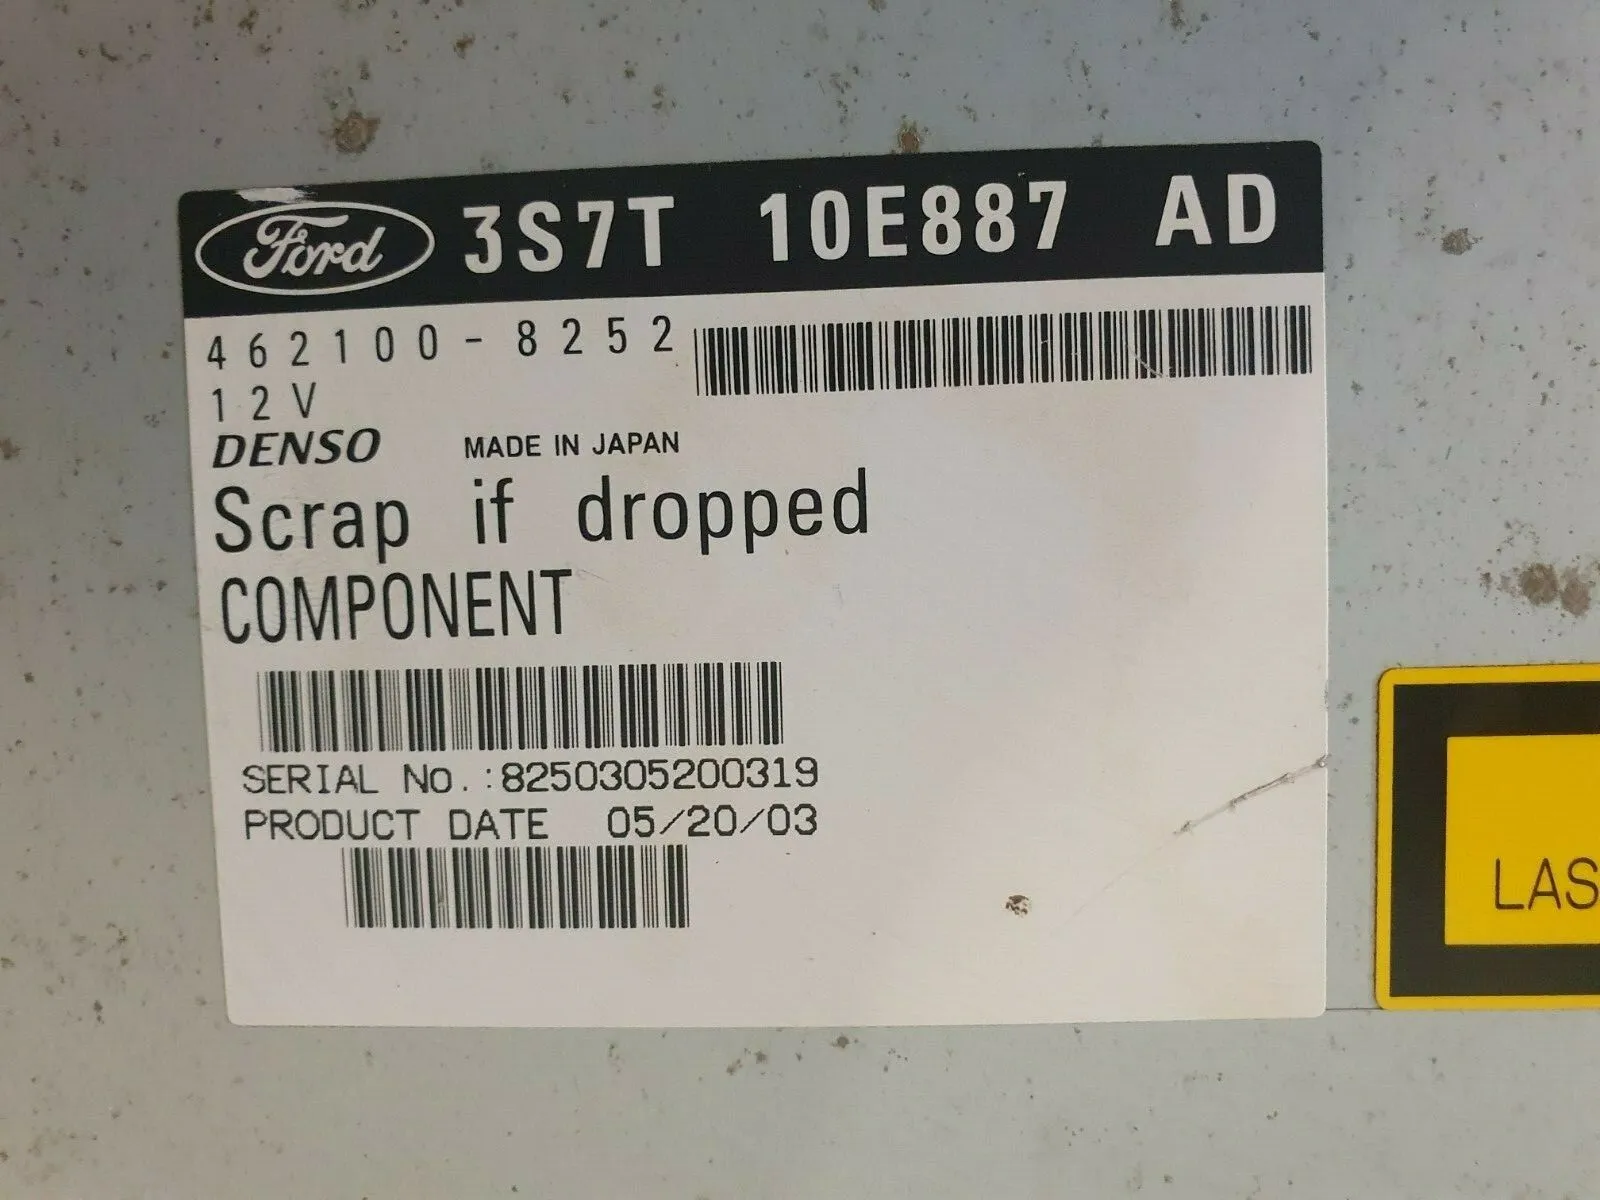 Ford 3S7T 10E887 AD
462100-8252
12V
DENSO MADE IN JAPAN
Scrap if dropped
COMPONENT
SERIAL No.:8250305200319
PRODUCT DATE 05/20/03
LAS